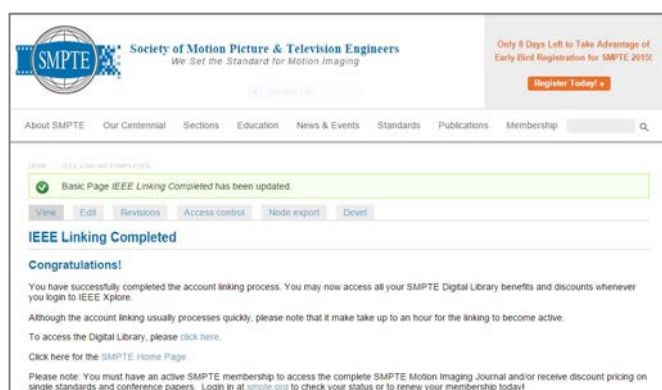 SMPTE
Society of Motion Picture & Television Engineers
We Set the Standard for Motion Imaging
Only 8 Days Left to Take Advantage of
Early-Bird Registration for SMPTE 2015!
Register Today! »
About SMPTE Our Centennial Sections Education News & Events Standards Publications Membership
HOME IEEE LINKING COMPLETED
Basic Page IEEE Linking Completed has been updated.
View Edit Revisions Access control Node export Devel
IEEE Linking Completed
Congratulations!
You have successfully completed the account linking process. You may now access all your SMPTE Digital Library benefits and discounts whenever
you login to IEEE Xplore.
Although the account linking usually processes quickly, please note that it make take up to an hour for the linking to become active.
To access the Digital Library, please click here.
Click here for the SMPTE Home Page
Please note: You must have an active SMPTE membership to access the complete SMPTE Motion Imaging Journal and/or receive discount pricing on
single standards and conference papers. Login in at smpte.org to check your status or to renew your membership today!